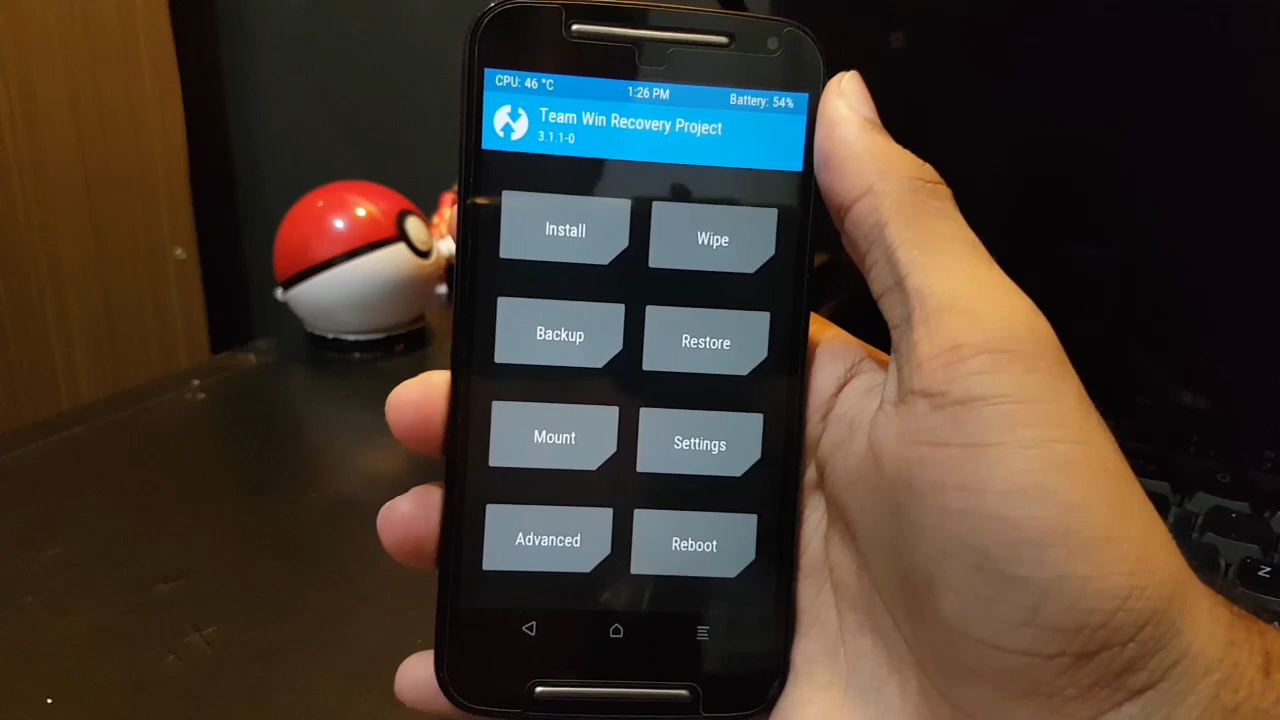 CPU: 46 °C 1:26 PM Battery: 54%
Team Win Recovery Project
3.1.1-0
Install Wipe
Backup Restore
Mount Settings
Advanced Reboot
Z